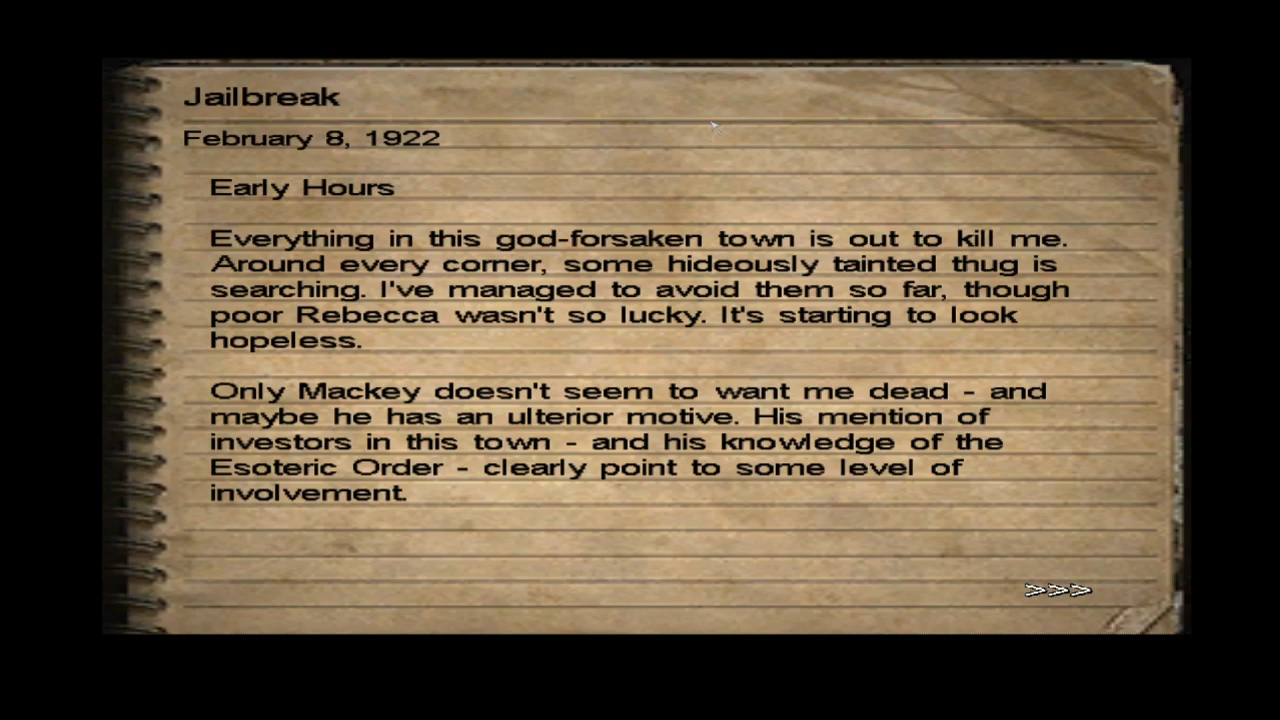 Jailbreak
February 8, 1922
Early Hours
Everything in this god-forsaken town is out to kill me.
Around every corner, some hideously tainted thug is
searching. I've managed to avoid them so far, though
poor Rebecca wasn't so lucky. It's starting to look
hopeless.
Only Mackey doesn't seem to want me dead - and
maybe he has an ulterior motive. His mention of
investors in this town - and his knowledge of the
Esoteric Order - clearly point to some level of
involvement.
>>>